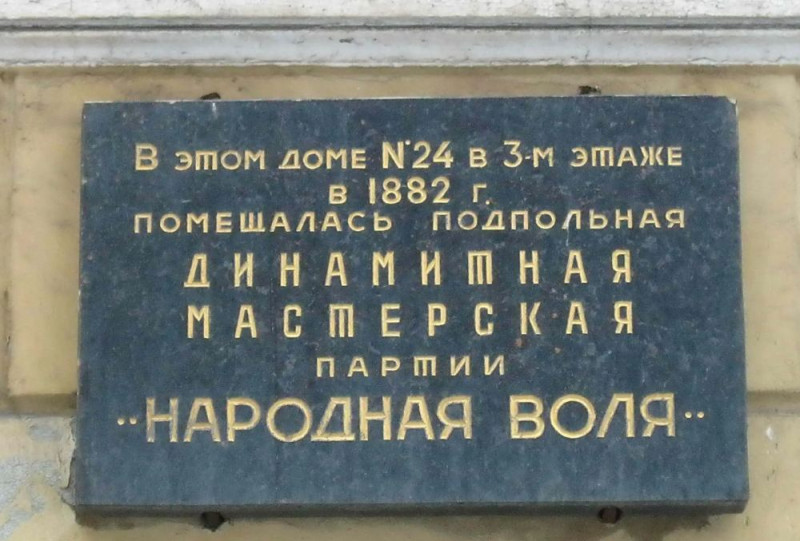 В ЭТОМ ДОМЕ №24 В 3-М ЭТАЖЕ
В 1882 Г.
ПОМЕЩАЛАСЬ ПОДПОЛЬНАЯ
ДИНАМИТНАЯ
МАСТЕРСКАЯ
ПАРТИИ
"НАРОДНАЯ ВОЛЯ"